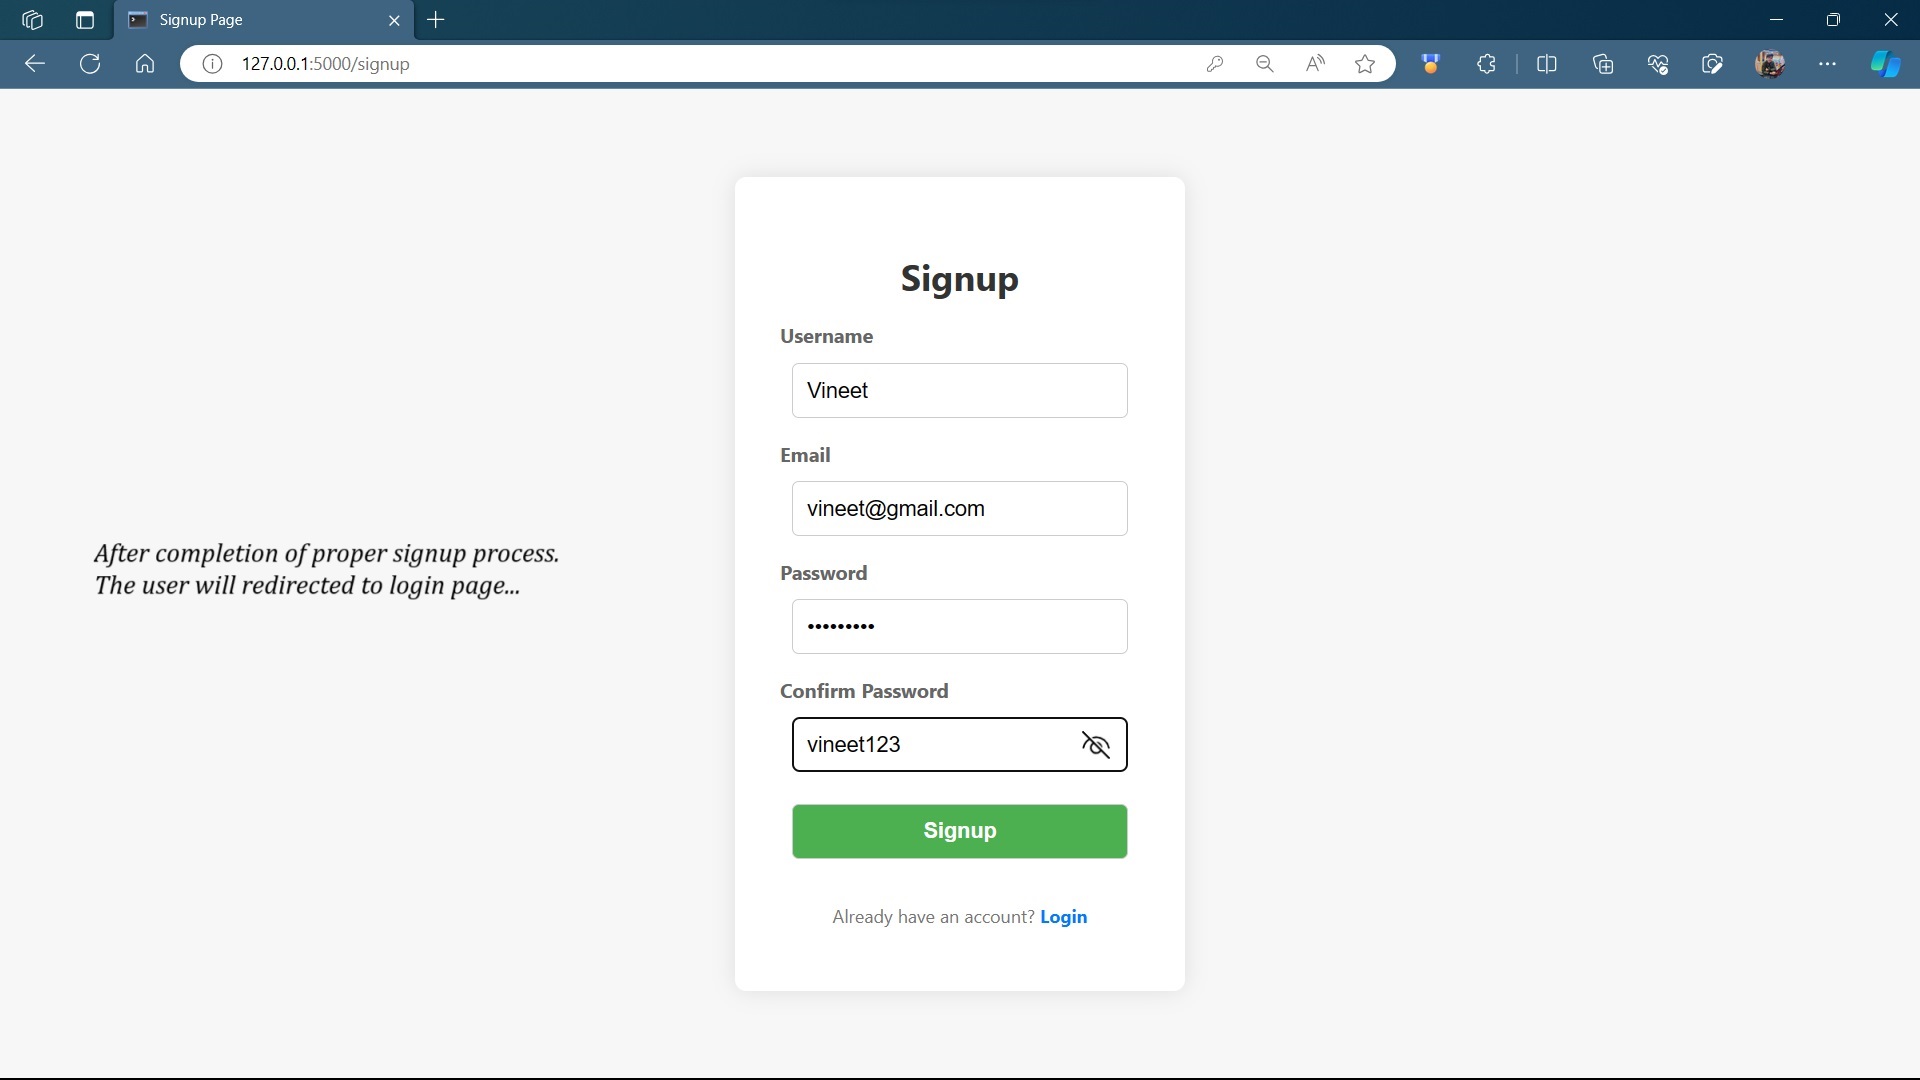 Signup Page
127.0.0.1:5000/signup
Signup
Username
Vineet
Email
vineet@gmail.com
After completion of proper signup process.
The user will redirected to login page...
Password
•••••••••
Confirm Password
vineet123
Signup
Already have an account? Login